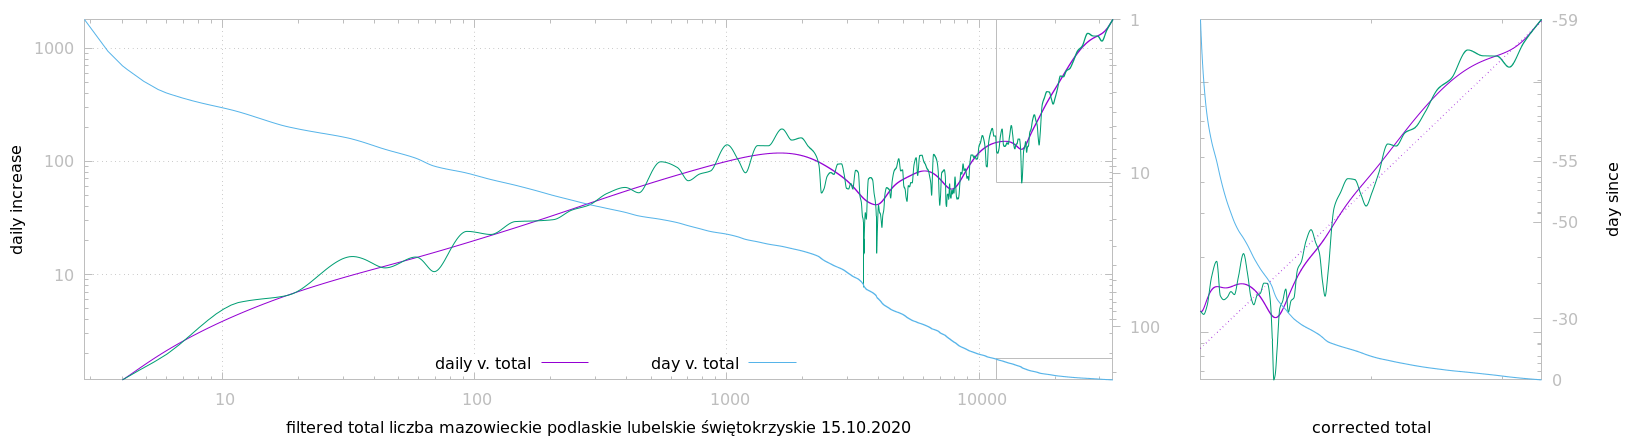 1000
100
10
daily increase
1
10
100
daily v. total
day v. total
10
100
1000
10000
filtered total liczba mazowieckie podlaskie lubelskie świętokrzyskie 15.10.2020
-59
-55
-50
-30
0
day since
corrected total